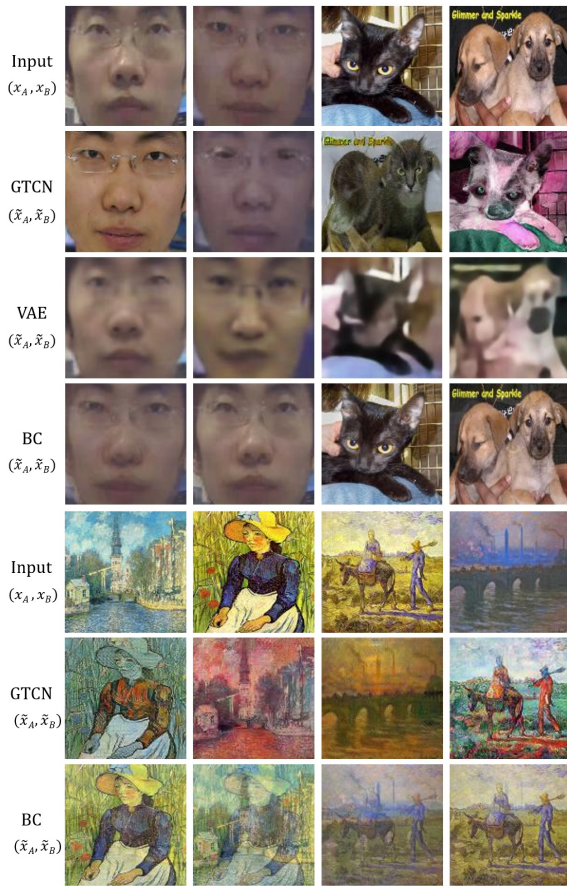 Input
(x_A, x_B)
Glimmer and Sparkle
GTCN
(x̃_A, x̃_B)
Glimmer and Sparkle
VAE
(x̃_A, x̃_B)
BC
(x̃_A, x̃_B)
Glimmer and Sparkle
Input
(x_A, x_B)
GTCN
(x̃_A, x̃_B)
BC
(x̃_A, x̃_B)